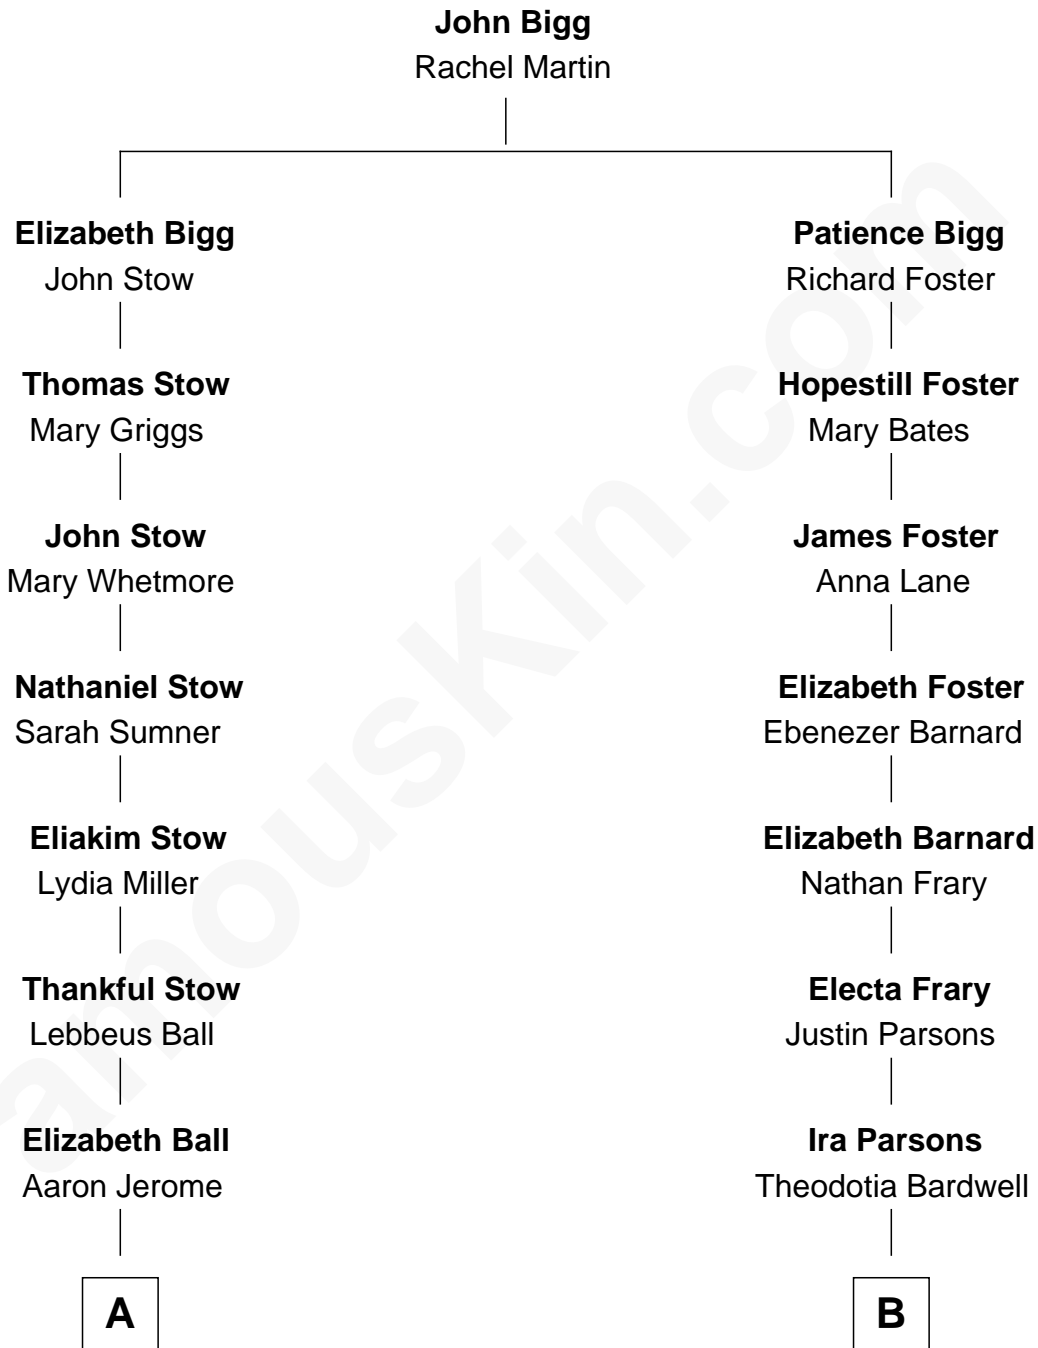 John Bigg
Rachel Martin
Elizabeth Bigg
John Stow
Patience Bigg
Richard Foster
Thomas Stow
Mary Griggs
Hopestill Foster
Mary Bates
John Stow
Mary Whetmore
James Foster
Anna Lane
Nathaniel Stow
Sarah Sumner
Elizabeth Foster
Ebenezer Barnard
Eliakim Stow
Lydia Miller
Elizabeth Barnard
Nathan Frary
Thankful Stow
Lebbeus Ball
Electa Frary
Justin Parsons
Elizabeth Ball
Aaron Jerome
Ira Parsons
Theodotia Bardwell
A
B
amouskin.com